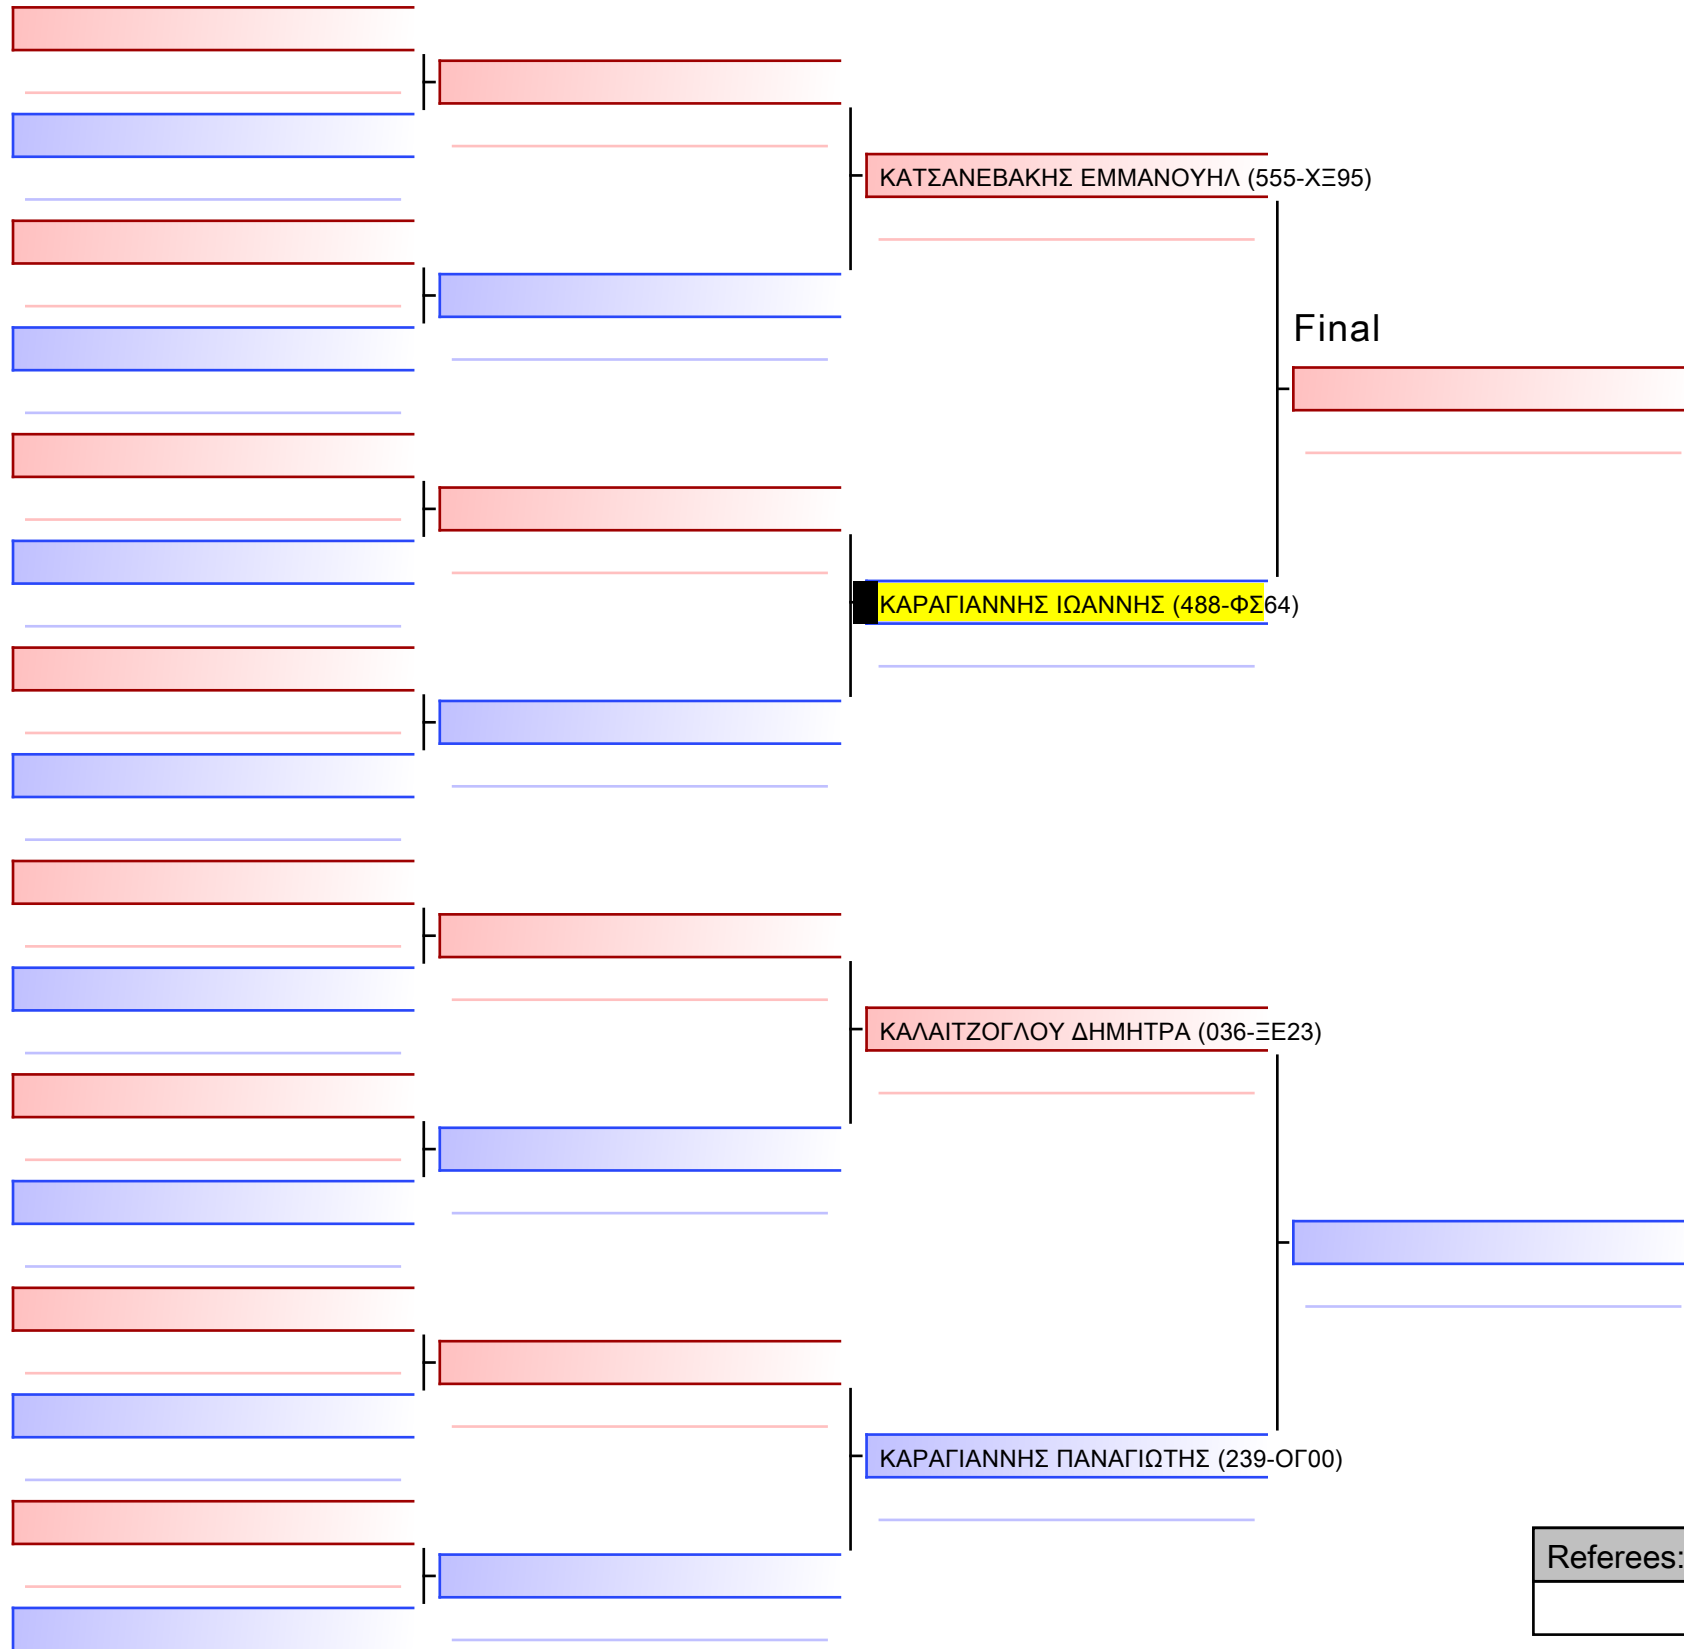 ΚΑΤΣΑΝΕΒΑΚΗΣ ΕΜΜΑΝΟΥΗΛ (555-ΧΞ95)
Final
ΚΑΡΑΓΙΑΝΝΗΣ ΙΩΑΝΝΗΣ (488-ΦΣ64)
ΚΑΛΑΙΤΖΟΓΛΟΥ ΔΗΜΗΤΡΑ (036-ΞΕ23)
ΚΑΡΑΓΙΑΝΝΗΣ ΠΑΝΑΓΙΩΤΗΣ (239-ΟΓ00)
Referees: